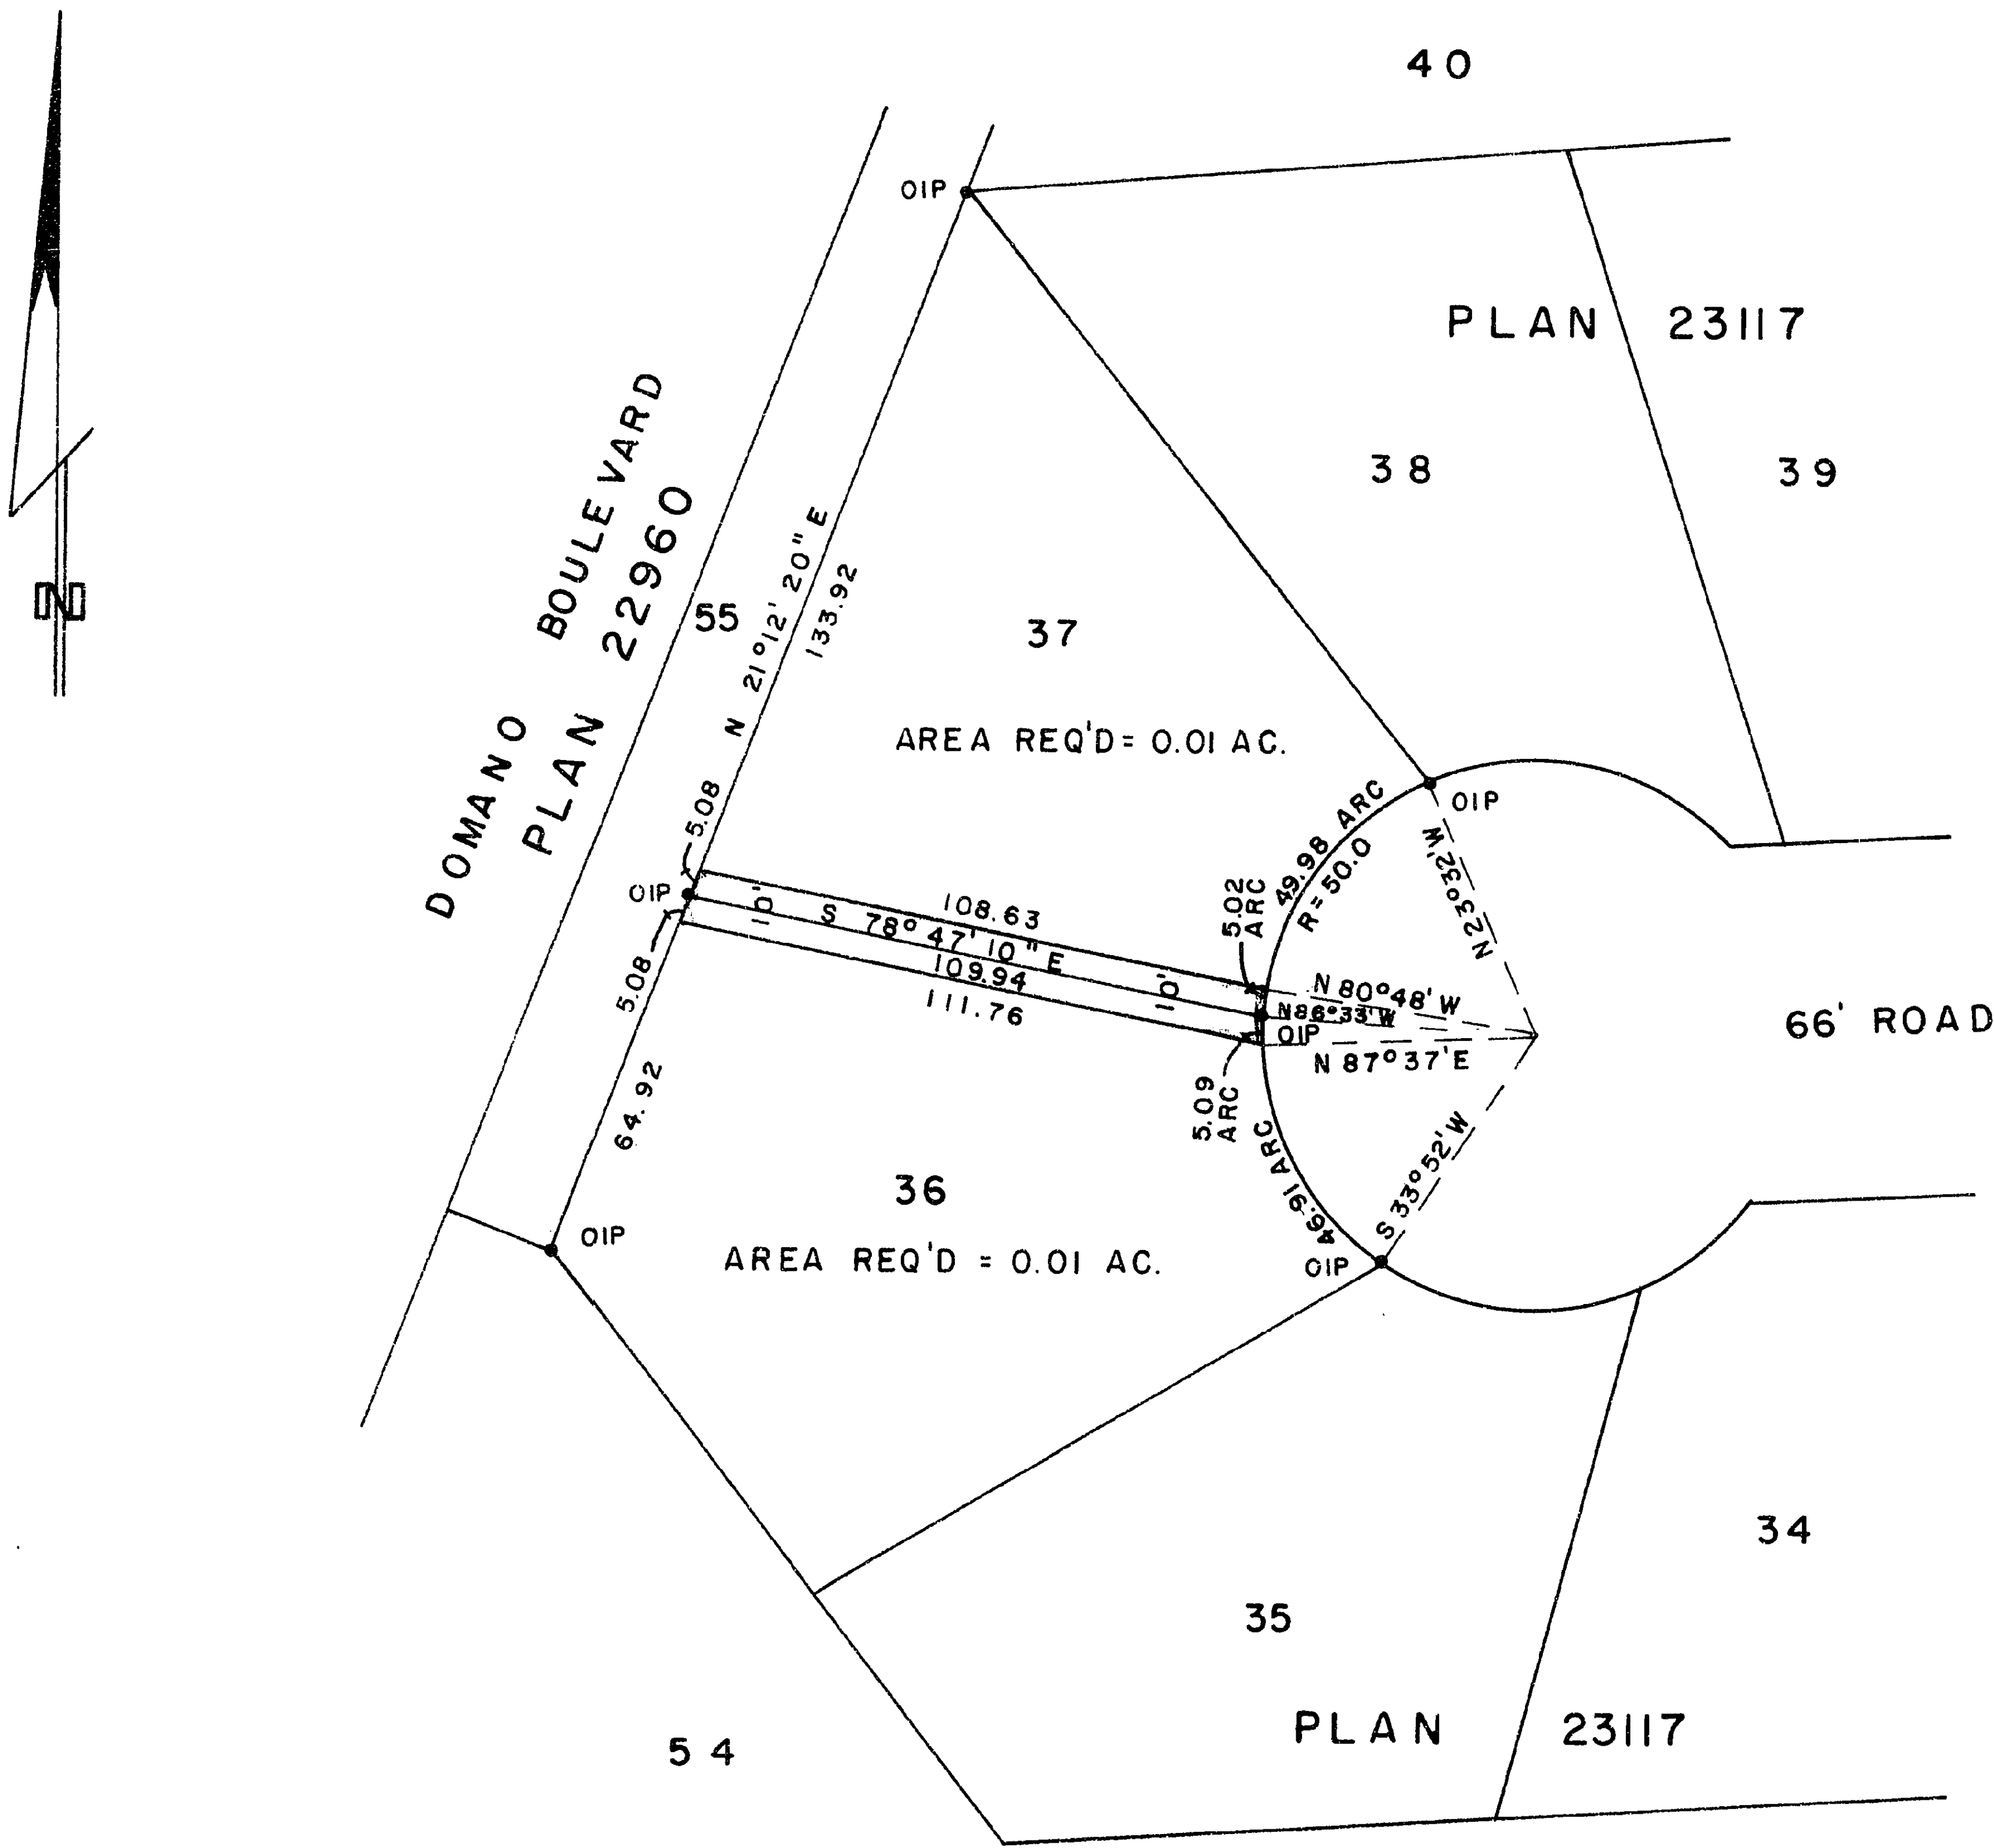 40
OIP
PLAN 23117
N
DOMANO BOULEVARD
PLAN 22960
38
39
55
N 21°12'20" E
133.92
37
AREA REQ'D = 0.01 AC.
5.08
OIP
49.98 ARC
R = 50.0
N 23°32' W
OIP
10'
108.63
S 78°47'10" E
109.94
111.76
10'
5.02 ARC
N 80°48' W
N 86°33' W
OIP
N 87°37' E
66' ROAD
5.08
64.92
5.09 ARC
46.91 ARC
S 33°52' W
36
OIP
AREA REQ'D = 0.01 AC.
OIP
34
35
PLAN 23117
54